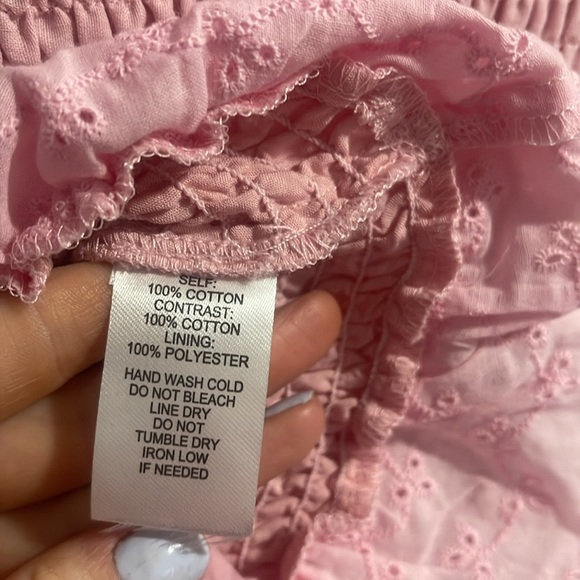 SELF:
100% COTTON
CONTRAST:
100% COTTON
LINING:
100% POLYESTER
HAND WASH COLD
DO NOT BLEACH
LINE DRY
DO NOT
TUMBLE DRY
IRON LOW
IF NEEDED